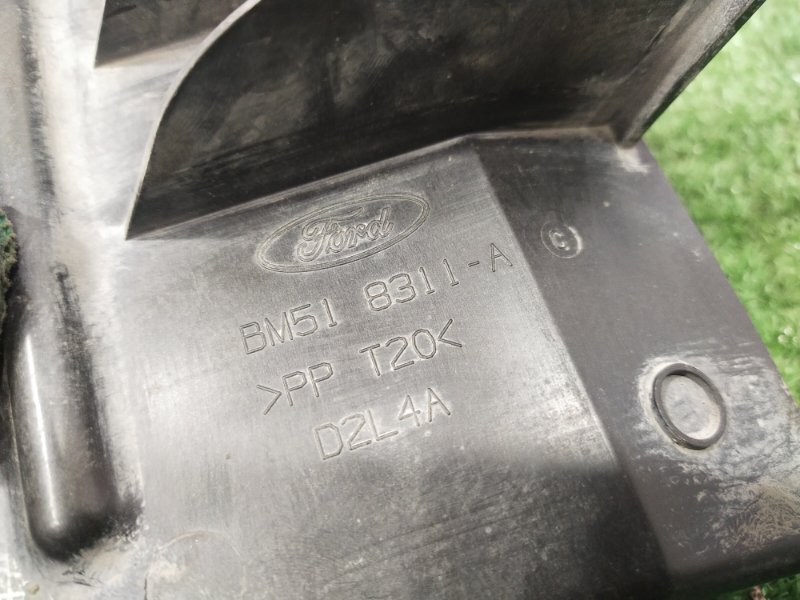 Ford
C
BM51 8311-A
>PP T20<
D2L4A